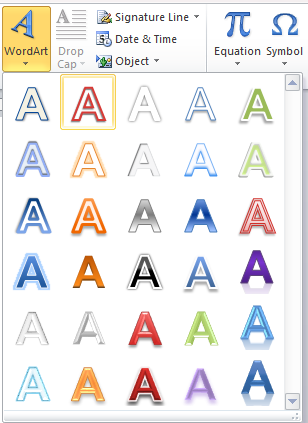 WordArt
Drop
Cap
Signature Line
Date & Time
Object
π
Equation
Ω
Symbol
A A A A A
A A A A A
A A A A A
A A A A A
A A A A A
A A A A A